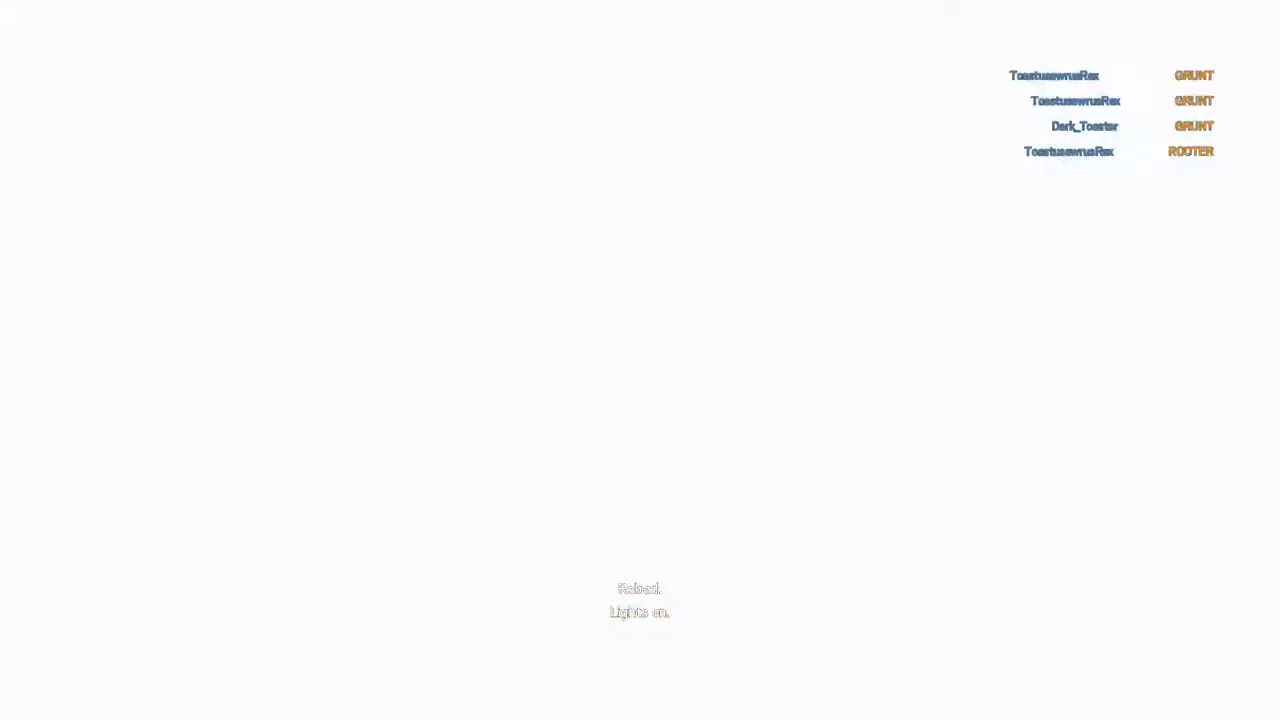 ToastusawrusRex GRUNT
ToastusawrusRex GRUNT
Dark_Toaster GRUNT
ToastusawrusRex ROOTER
Reload.
Lights on.